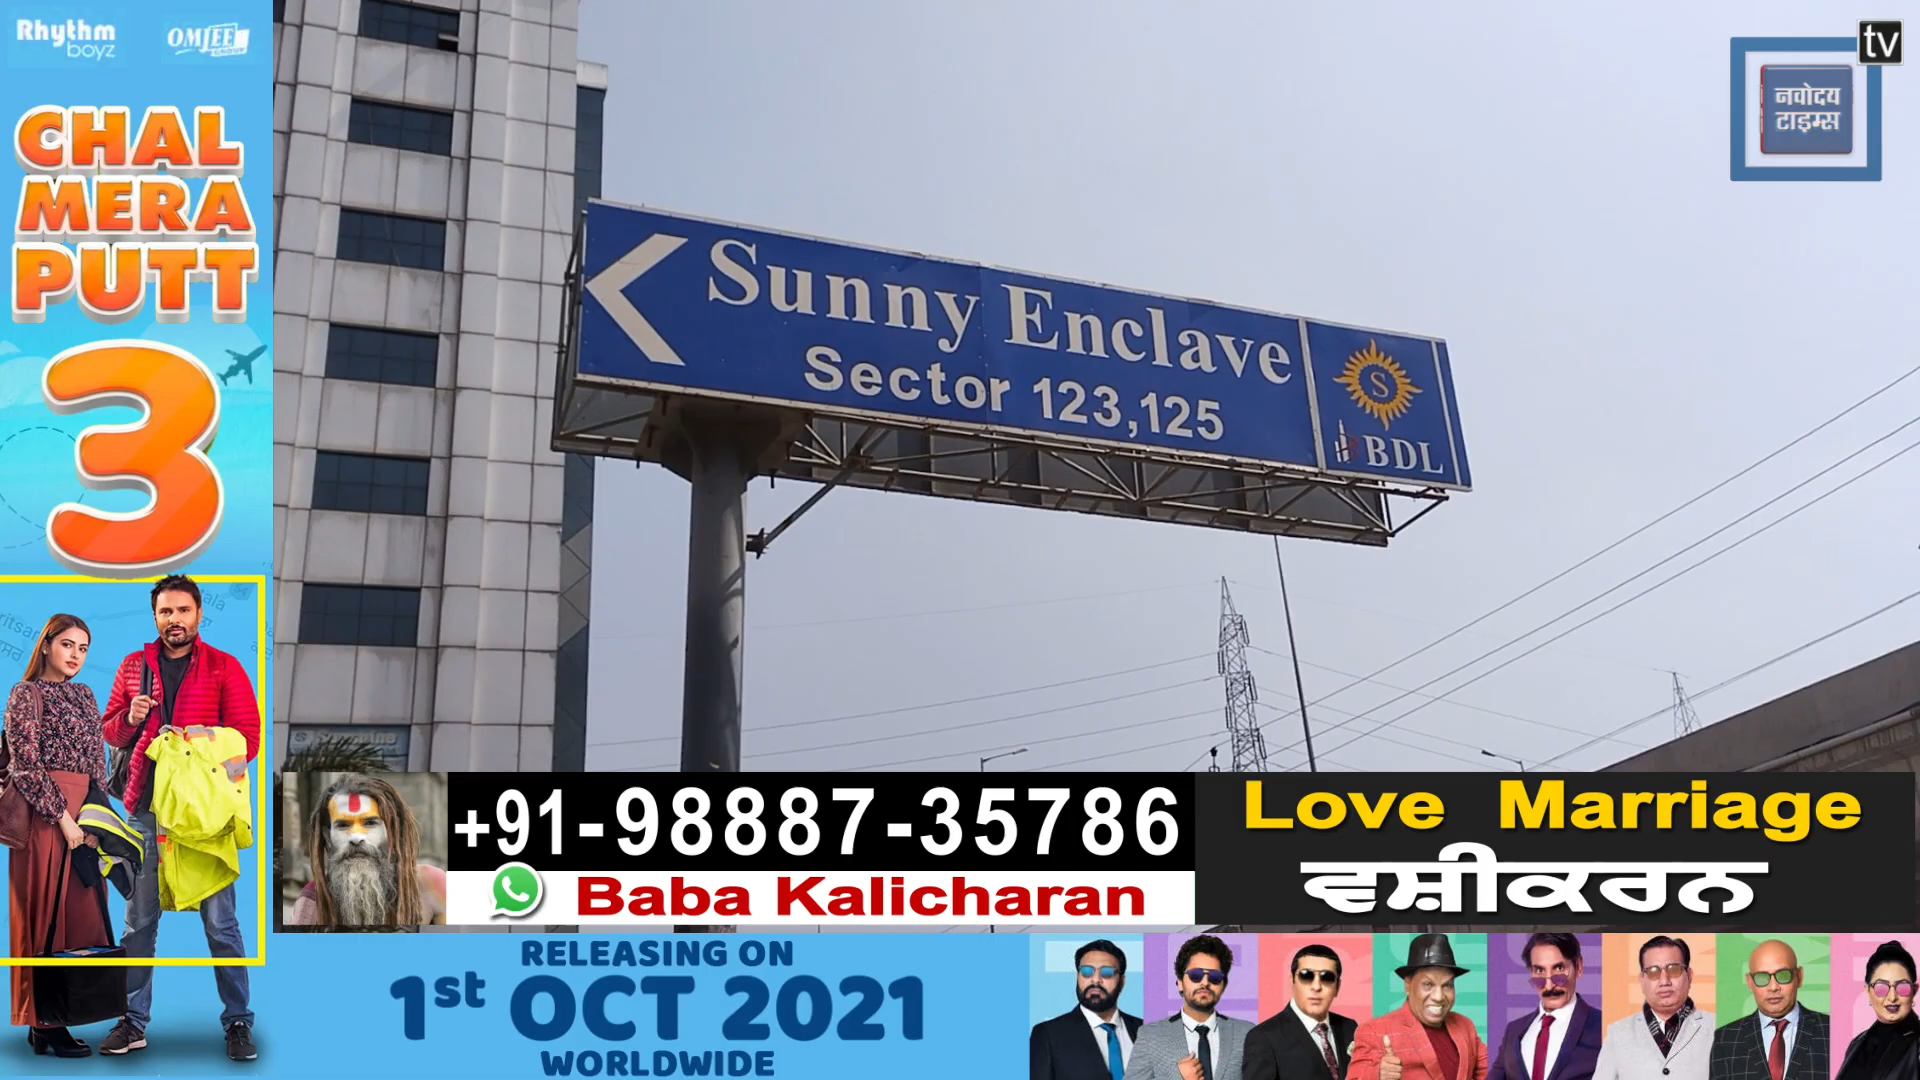 Rhythm
boyz
OMJEE
GROUP
CHAL
MERA
PUTT
3
tv
नवोदय
टाइम्स
Sunny Enclave
Sector 123,125
S
BDL
+91-98887-35786
Baba Kalicharan
Love Marriage
ਵਸ਼ੀਕਰਨ
RELEASING ON
1st OCT 2021
WORLDWIDE